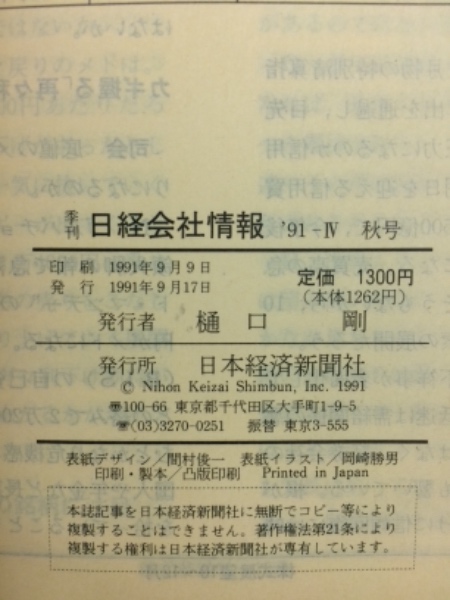 はないか。
カギ握る「再々
季刊 日経会社情報 '91-Ⅳ 秋号
印刷 1991年9月9日
発行 1991年9月17日
定価 1300円
(本体1262円)
発行者 樋口 剛
発行所 日本経済新聞社
© Nihon Keizai Shimbun, Inc. 1991
〠100-66 東京都千代田区大手町1-9-5
☎(03)3270-0251 振替 東京3-555
表紙デザイン/間村俊一 表紙イラスト/岡崎勝男
印刷・製本/凸版印刷 Printed in Japan
本誌記事を日本経済新聞社に無断でコピー等により
複製することはできません。著作権法第21条により
複製する権利は日本経済新聞社が専有しています。